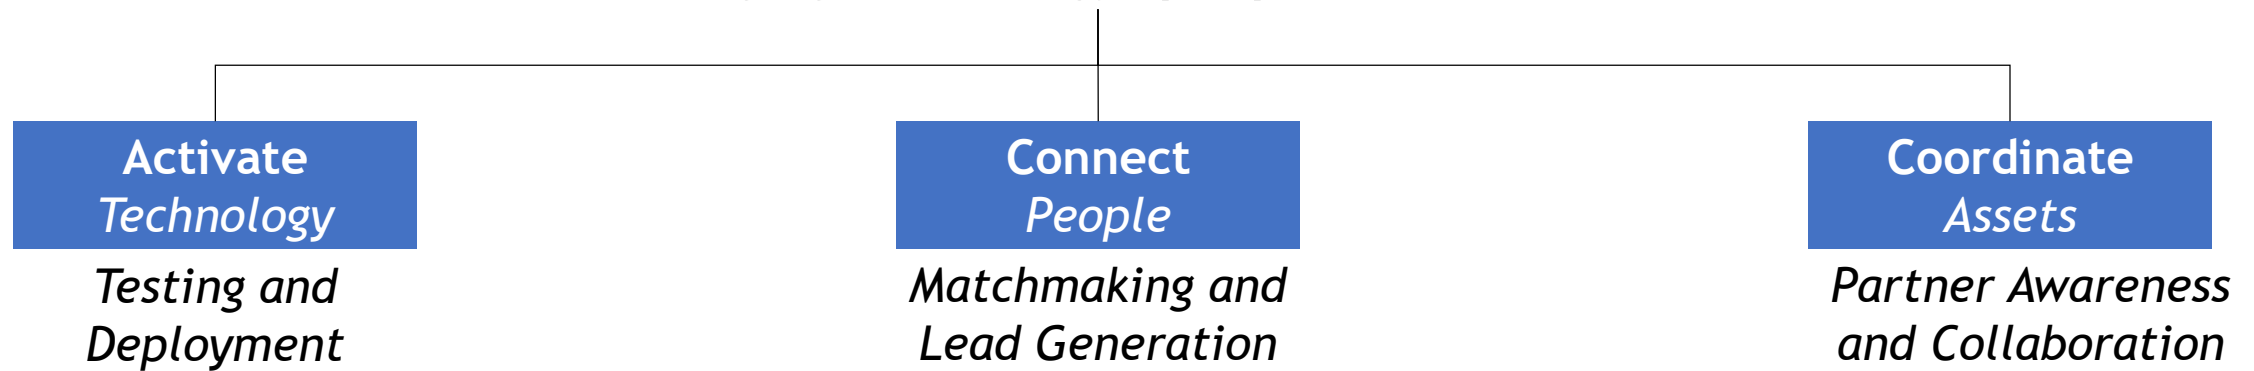 Activate
Technology
Testing and
Deployment
Connect
People
Matchmaking and
Lead Generation
Coordinate
Assets
Partner Awareness
and Collaboration